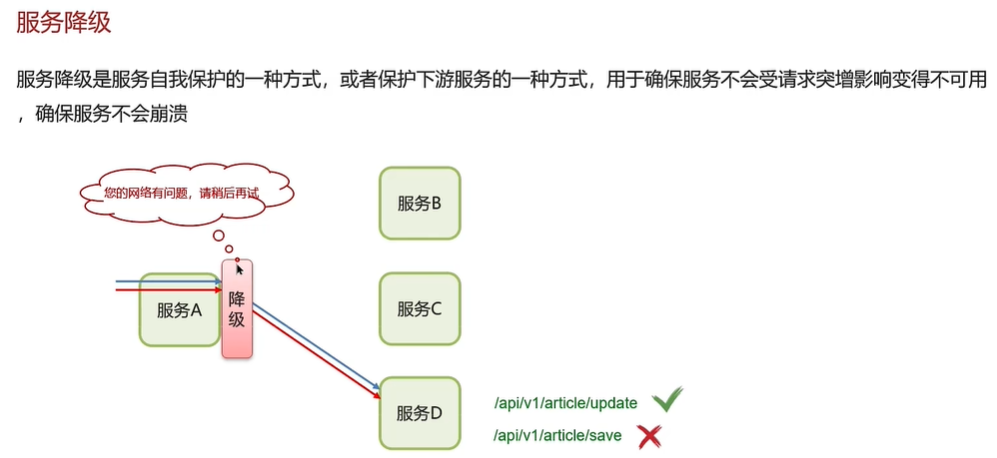 服务降级
服务降级是服务自我保护的一种方式，或者保护下游服务的一种方式，用于确保服务不会受请求突增影响变得不可用
，确保服务不会崩溃
您的网络有问题，请稍后再试
服务B
服务A
降
级
服务C
服务D
/api/v1/article/update
/api/v1/article/save